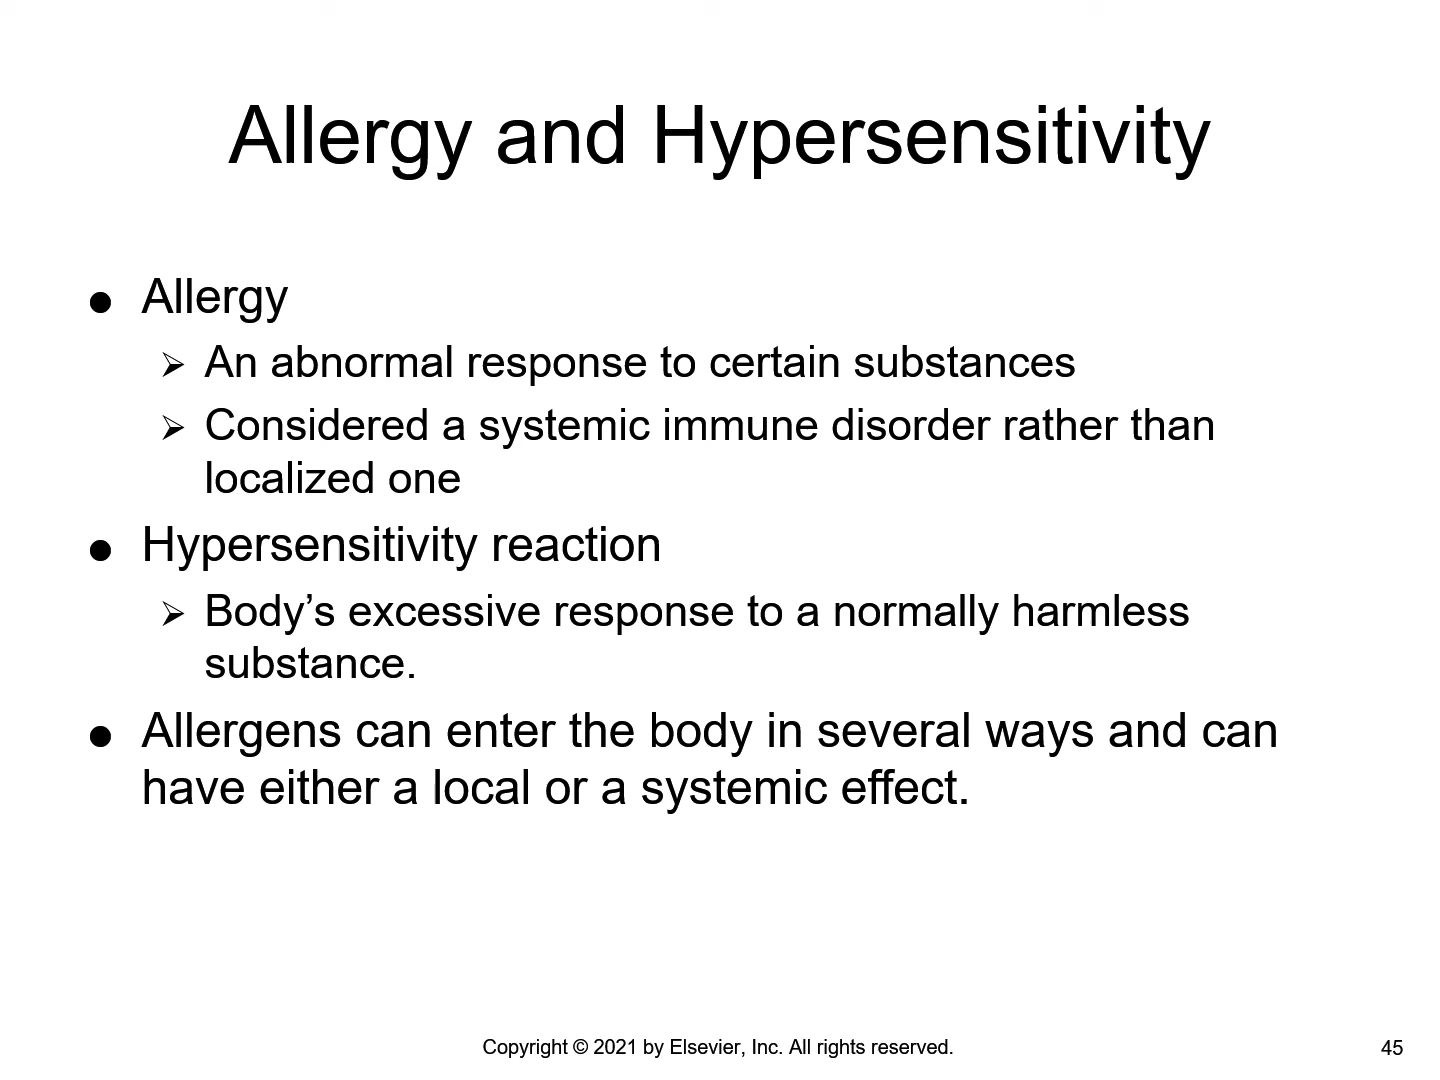 Allergy and Hypersensitivity
● Allergy
➢ An abnormal response to certain substances
➢ Considered a systemic immune disorder rather than
localized one
● Hypersensitivity reaction
➢ Body’s excessive response to a normally harmless
substance.
● Allergens can enter the body in several ways and can
have either a local or a systemic effect.
Copyright © 2021 by Elsevier, Inc. All rights reserved.
45